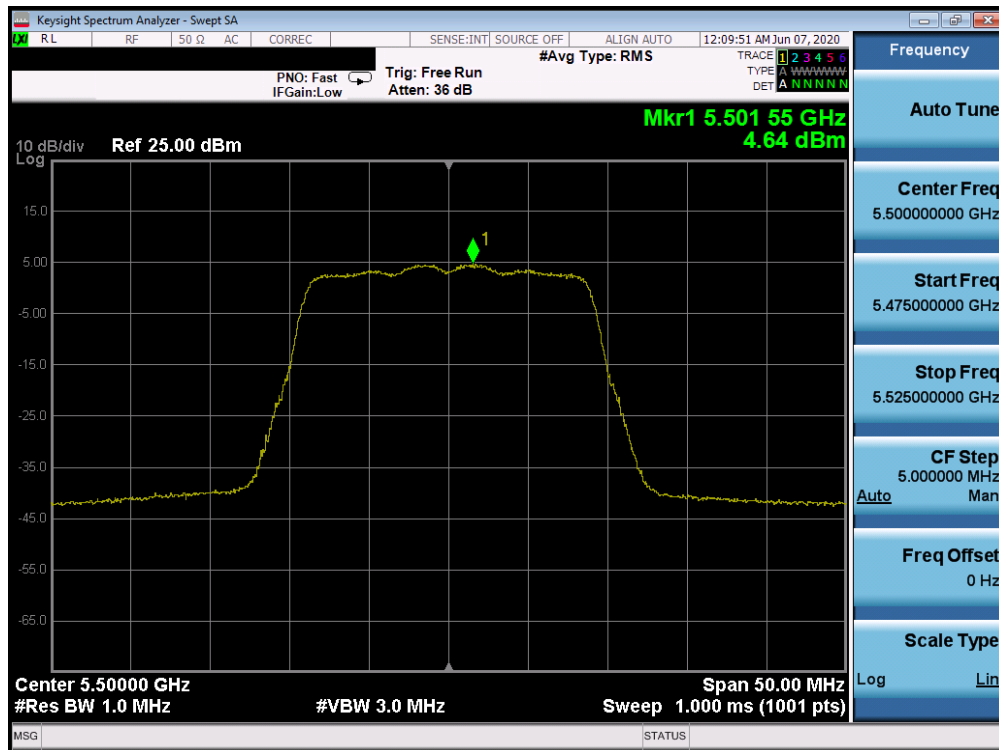 Keysight Spectrum Analyzer - Swept SA
LXI RL RF 50 Ω AC CORREC SENSE:INT SOURCE OFF ALIGN AUTO 12:09:51 AM Jun 07, 2020
#Avg Type: RMS
TRACE 1 2 3 4 5 6
PNO: Fast Trig: Free Run
TYPE A WWWWW
IFGain:Low Atten: 36 dB
DET A N N N N N
Mkr1 5.501 55 GHz
4.64 dBm
10 dB/div Ref 25.00 dBm
Log
1
15.0
5.00
-5.00
-15.0
-25.0
-35.0
-45.0
-55.0
-65.0
Center 5.50000 GHz Span 50.00 MHz
#Res BW 1.0 MHz #VBW 3.0 MHz Sweep 1.000 ms (1001 pts)
MSG STATUS
Frequency
Auto Tune
Center Freq
5.500000000 GHz
Start Freq
5.475000000 GHz
Stop Freq
5.525000000 GHz
CF Step
5.000000 MHz
Auto Man
Freq Offset
0 Hz
Scale Type
Log Lin